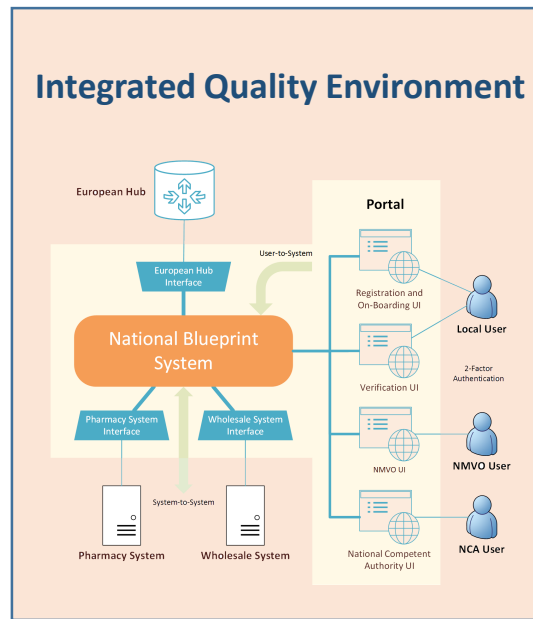 Integrated Quality Environment
European Hub
Portal
User-to-System
European Hub
Interface
Registration and
On-Boarding UI
Local User
National Blueprint
System
2-Factor
Authentication
Verification UI
Pharmacy System
Interface
Wholesale System
Interface
NMVO UI
NMVO User
System-to-System
Pharmacy System
Wholesale System
National Competent
Authority UI
NCA User